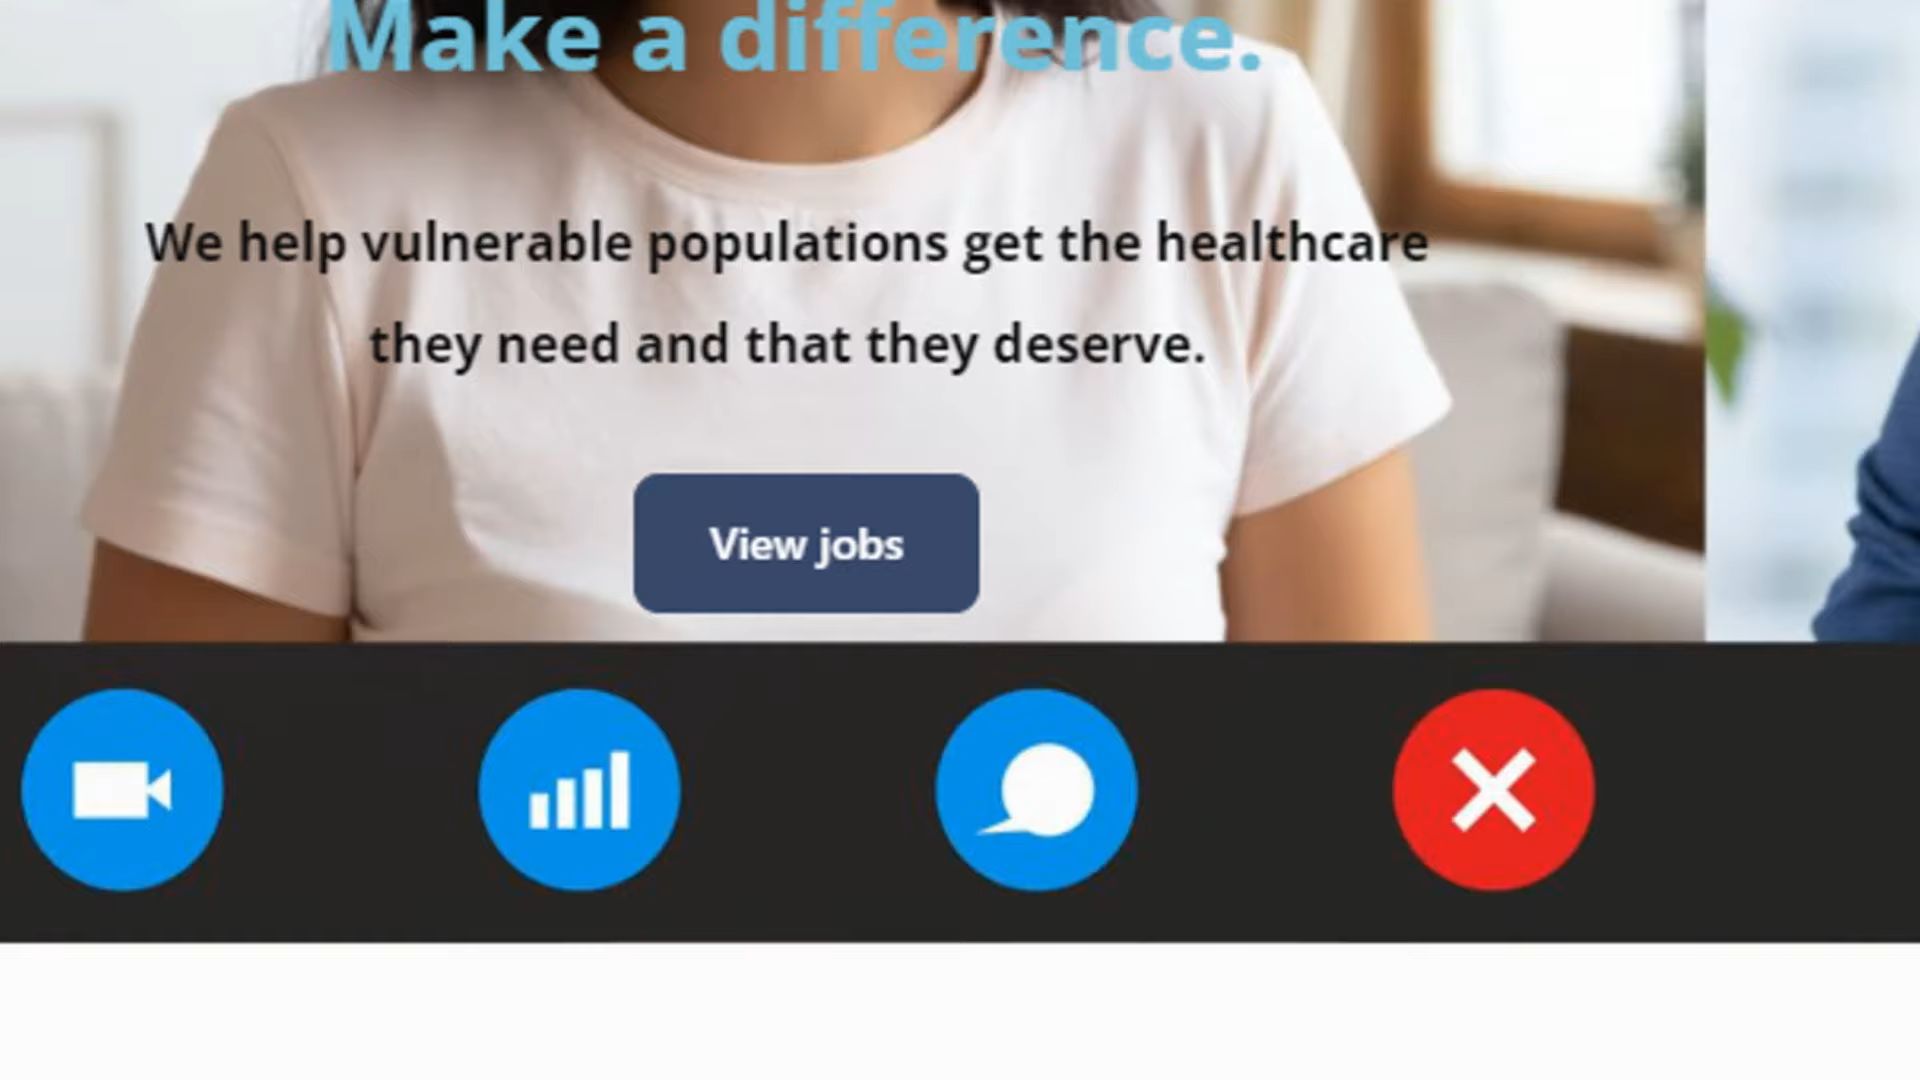 Make a difference.
We help vulnerable populations get the healthcare
they need and that they deserve.
View jobs